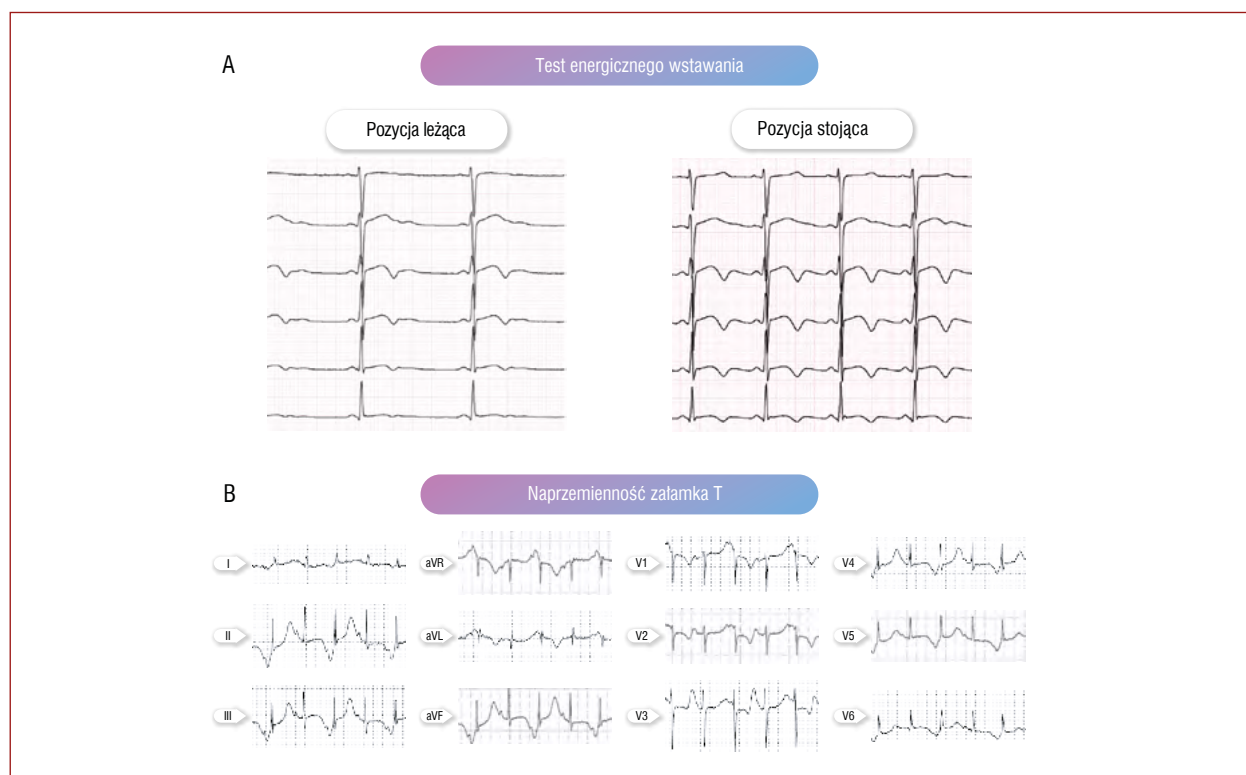 A
Test energicznego wstawania
Pozycja leżąca
Pozycja stojąca
B
Naprzemienność załamka T
I
aVR
V1
V4
II
aVL
V2
V5
III
aVF
V3
V6